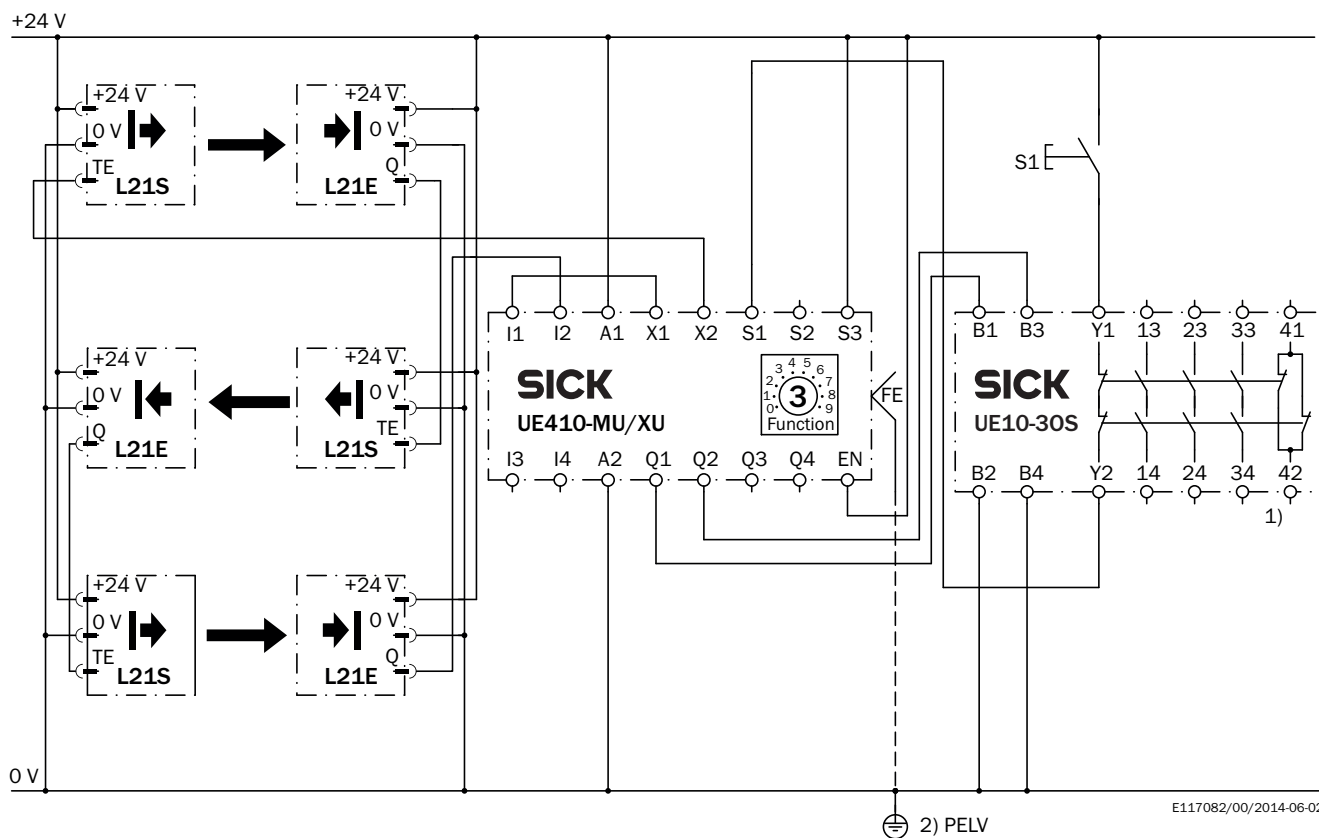 +24 V
+24 V
0 V
TE
L21S
+24 V
0 V
Q
L21E
+24 V
0 V
Q
L21E
+24 V
0 V
TE
L21S
+24 V
0 V
TE
L21S
+24 V
0 V
Q
L21E
I1 I2 A1 X1 X2 S1 S2 S3
SICK
UE410-MU/XU
0 1 2 3 4 5 6 7 8 9
3
Function
FE
I3 I4 A2 Q1 Q2 Q3 Q4 EN
S1
B1 B3 Y1 13 23 33 41
SICK
UE10-30S
B2 B4 Y2 14 24 34 42
1)
0 V
2) PELV
E117082/00/2014-06-02